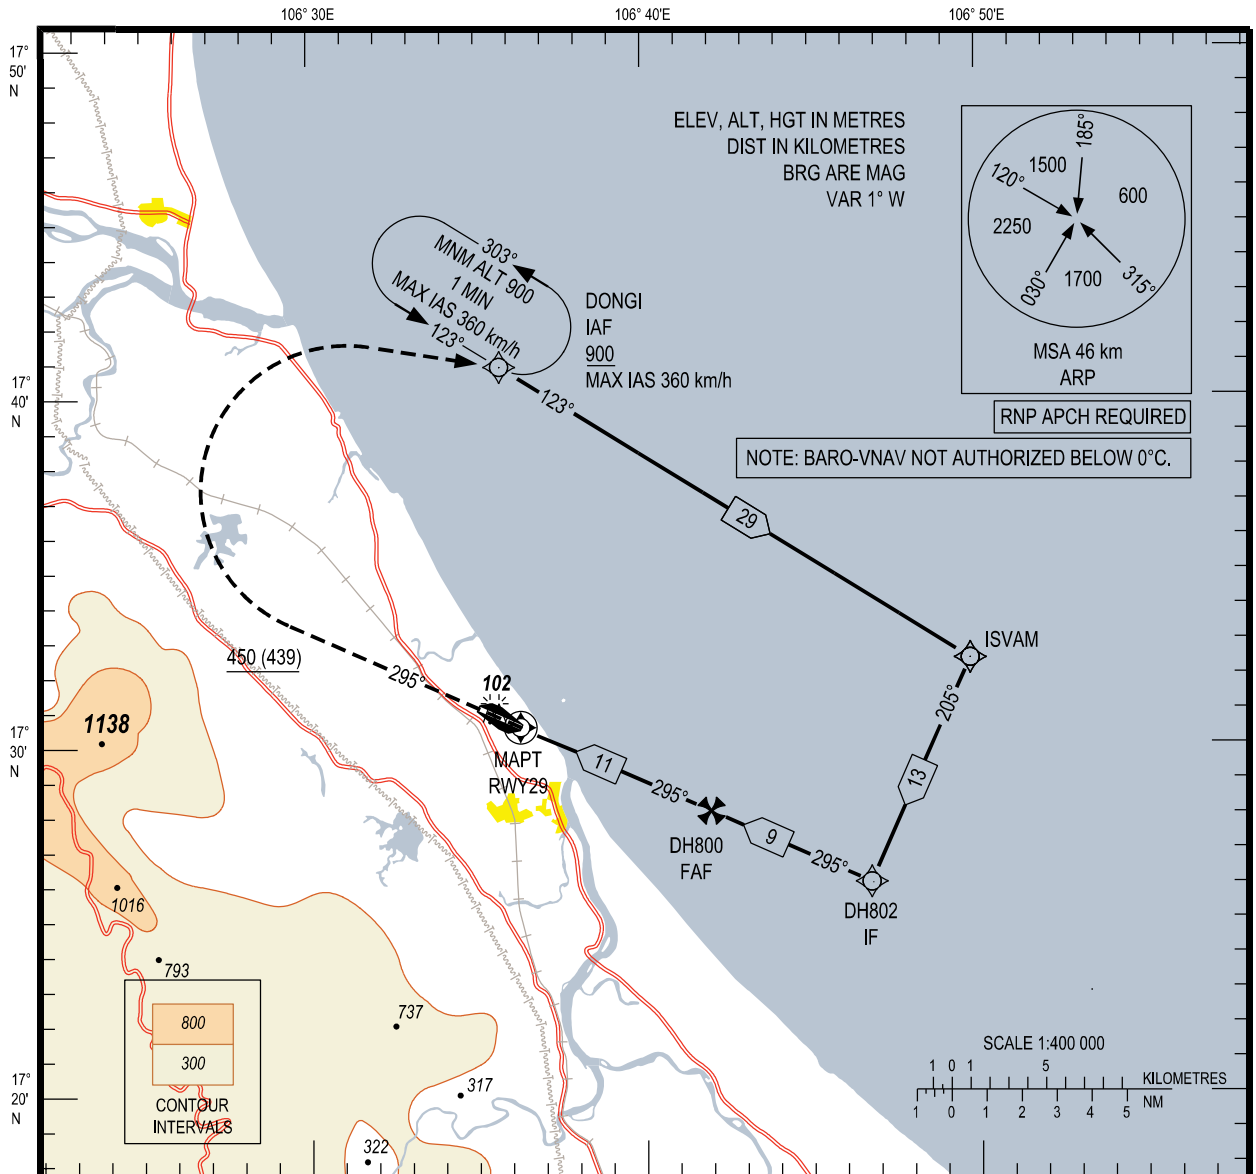 106° 30'E
106° 40'E
106° 50'E
17°
50'
N
ELEV, ALT, HGT IN METRES
DIST IN KILOMETRES
BRG ARE MAG
VAR 1° W
185°
120°
1500
600
2250
030°
1700
315°
MSA 46 km
ARP
RNP APCH REQUIRED
NOTE: BARO-VNAV NOT AUTHORIZED BELOW 0°C.
303°
MNM ALT 900
1 MIN
MAX IAS 360 km/h
123°
DONGI
IAF
900
MAX IAS 360 km/h
17°
40'
N
123°
29
ISVAM
205°
13
450 (439)
295°
102
MAPT
RWY29
11
295°
DH800
FAF
9
295°
DH802
IF
17°
30'
N
1138
1016
793
737
317
322
800
300
CONTOUR
INTERVALS
17°
20'
N
SCALE 1:400 000
1 0 1 5
KILOMETRES
NM
1 0 1 2 3 4 5